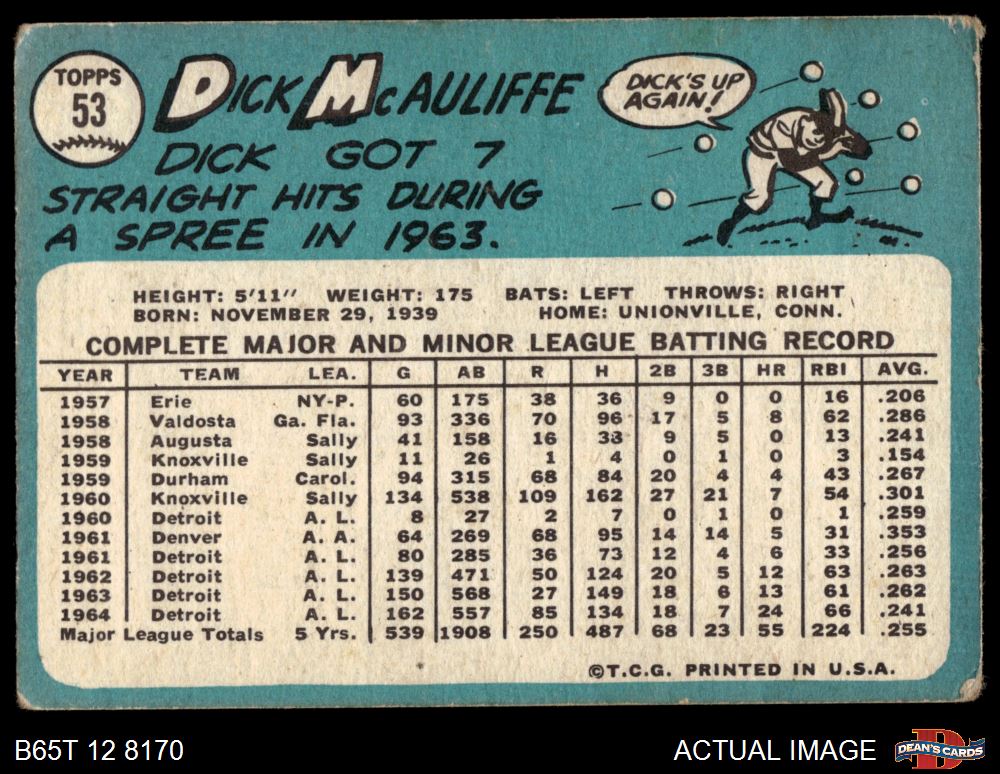 TOPPS
53
DICK MCAULIFFE
DICK GOT 7
STRAIGHT HITS DURING
A SPREE IN 1963.
DICK'S UP
AGAIN!
HEIGHT: 5'11" WEIGHT: 175 BATS: LEFT THROWS: RIGHT
BORN: NOVEMBER 29, 1939 HOME: UNIONVILLE, CONN.
COMPLETE MAJOR AND MINOR LEAGUE BATTING RECORD
YEAR TEAM LEA. G AB R H 2B 3B HR RBI AVG.
1957 Erie NY-P. 60 175 38 36 9 0 0 16 .206
1958 Valdosta Ga. Fla. 93 336 70 96 17 5 8 62 .286
1958 Augusta Sally 41 158 16 38 9 5 0 13 .241
1959 Knoxville Sally 11 26 1 4 0 1 0 3 .154
1959 Durham Carol. 94 315 68 84 20 4 4 43 .267
1960 Knoxville Sally 134 538 109 162 27 21 7 54 .301
1960 Detroit A. L. 8 27 2 7 0 1 0 1 .259
1961 Denver A. A. 64 269 68 95 14 14 5 31 .353
1961 Detroit A. L. 80 285 36 73 12 4 6 33 .256
1962 Detroit A. L. 139 471 50 124 20 5 12 63 .263
1963 Detroit A. L. 150 568 27 149 18 6 13 61 .262
1964 Detroit A. L. 162 557 85 134 18 7 24 66 .241
Major League Totals 5 Yrs. 539 1908 250 487 68 23 55 224 .255
©T.C.G. PRINTED IN U.S.A.
B65T 12 8170 ACTUAL IMAGE DEAN'S CARDS